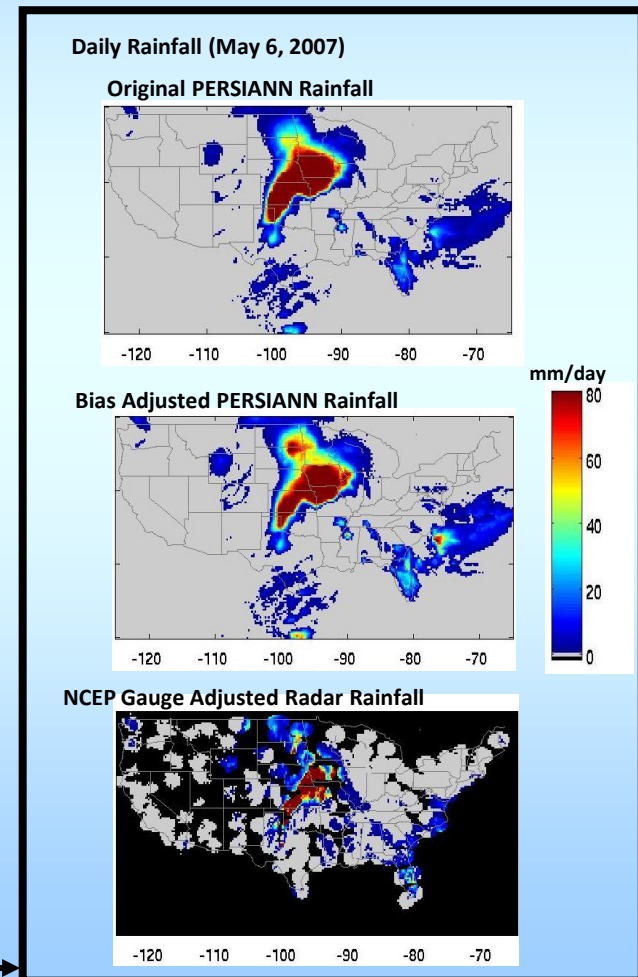 Daily Rainfall (May 6, 2007)
Original PERSIANN Rainfall
-120 -110 -100 -90 -80 -70
mm/day
Bias Adjusted PERSIANN Rainfall
80
60
40
20
0
-120 -110 -100 -90 -80 -70
NCEP Gauge Adjusted Radar Rainfall
-120 -110 -100 -90 -80 -70